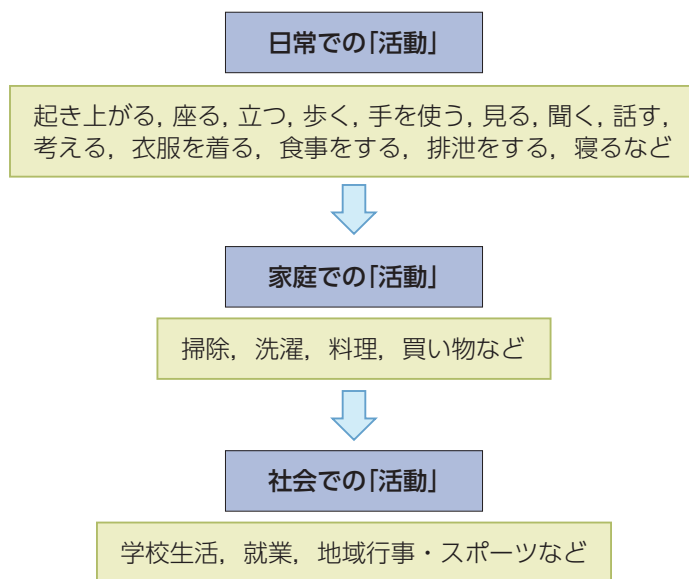 日常での「活動」
起き上がる, 座る, 立つ, 歩く, 手を使う, 見る, 聞く, 話す,
考える, 衣服を着る, 食事をする, 排泄をする, 寝るなど
家庭での「活動」
掃除, 洗濯, 料理, 買い物など
社会での「活動」
学校生活, 就業, 地域行事・スポーツなど